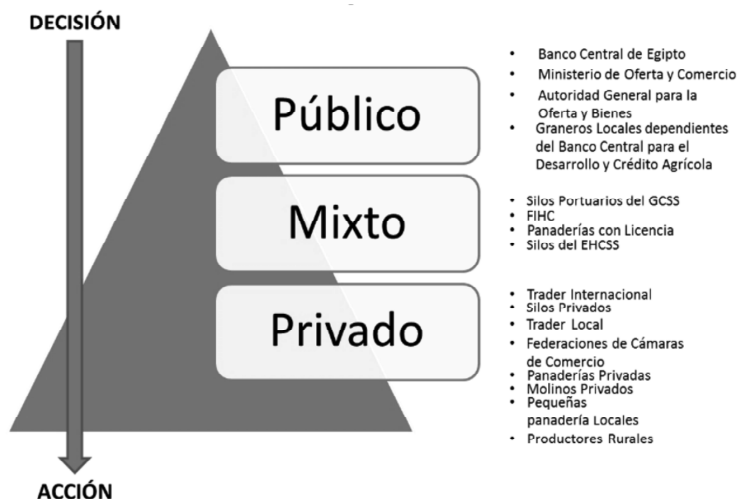 DECISIÓN
Público
• Banco Central de Egipto
• Ministerio de Oferta y Comercio
• Autoridad General para la
Oferta y Bienes
• Graneros Locales dependientes
del Banco Central para el
Desarrollo y Crédito Agrícola
Mixto
• Silos Portuarios del GCSS
• FIHC
• Panaderías con Licencia
• Silos del EHCSS
Privado
• Trader Internacional
• Silos Privados
• Trader Local
• Federaciones de Cámaras
de Comercio
• Panaderías Privadas
• Molinos Privados
• Pequeñas
panadería Locales
• Productores Rurales
ACCIÓN